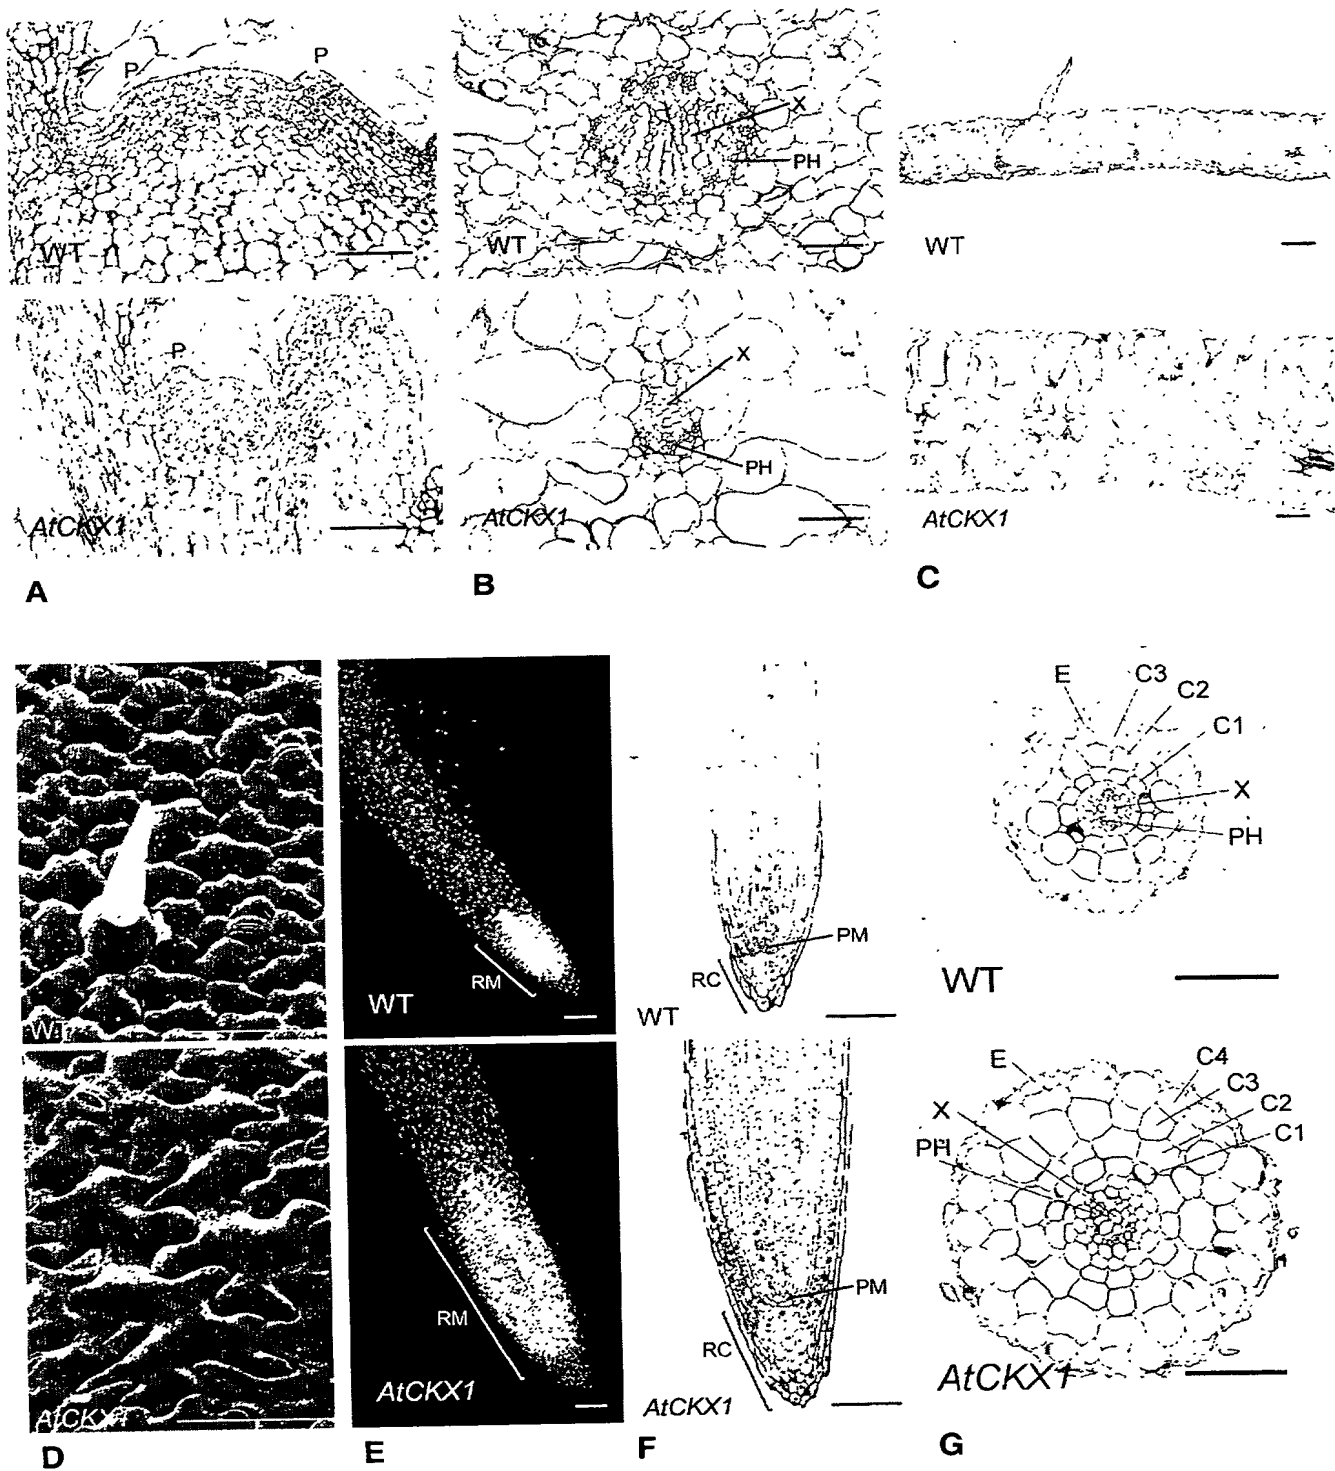 P
P
WT
P
AtCKX1
A
X
PH
WT
X
PH
AtCKX1
B
WT
AtCKX1
C
WT
AtCKX1
D
RM
WT
RM
AtCKX1
E
PM
RC
WT
PM
RC
AtCKX1
F
E
C3
C2
C1
X
PH
WT
E
C4
C3
C2
C1
X
PH
AtCKX1
G